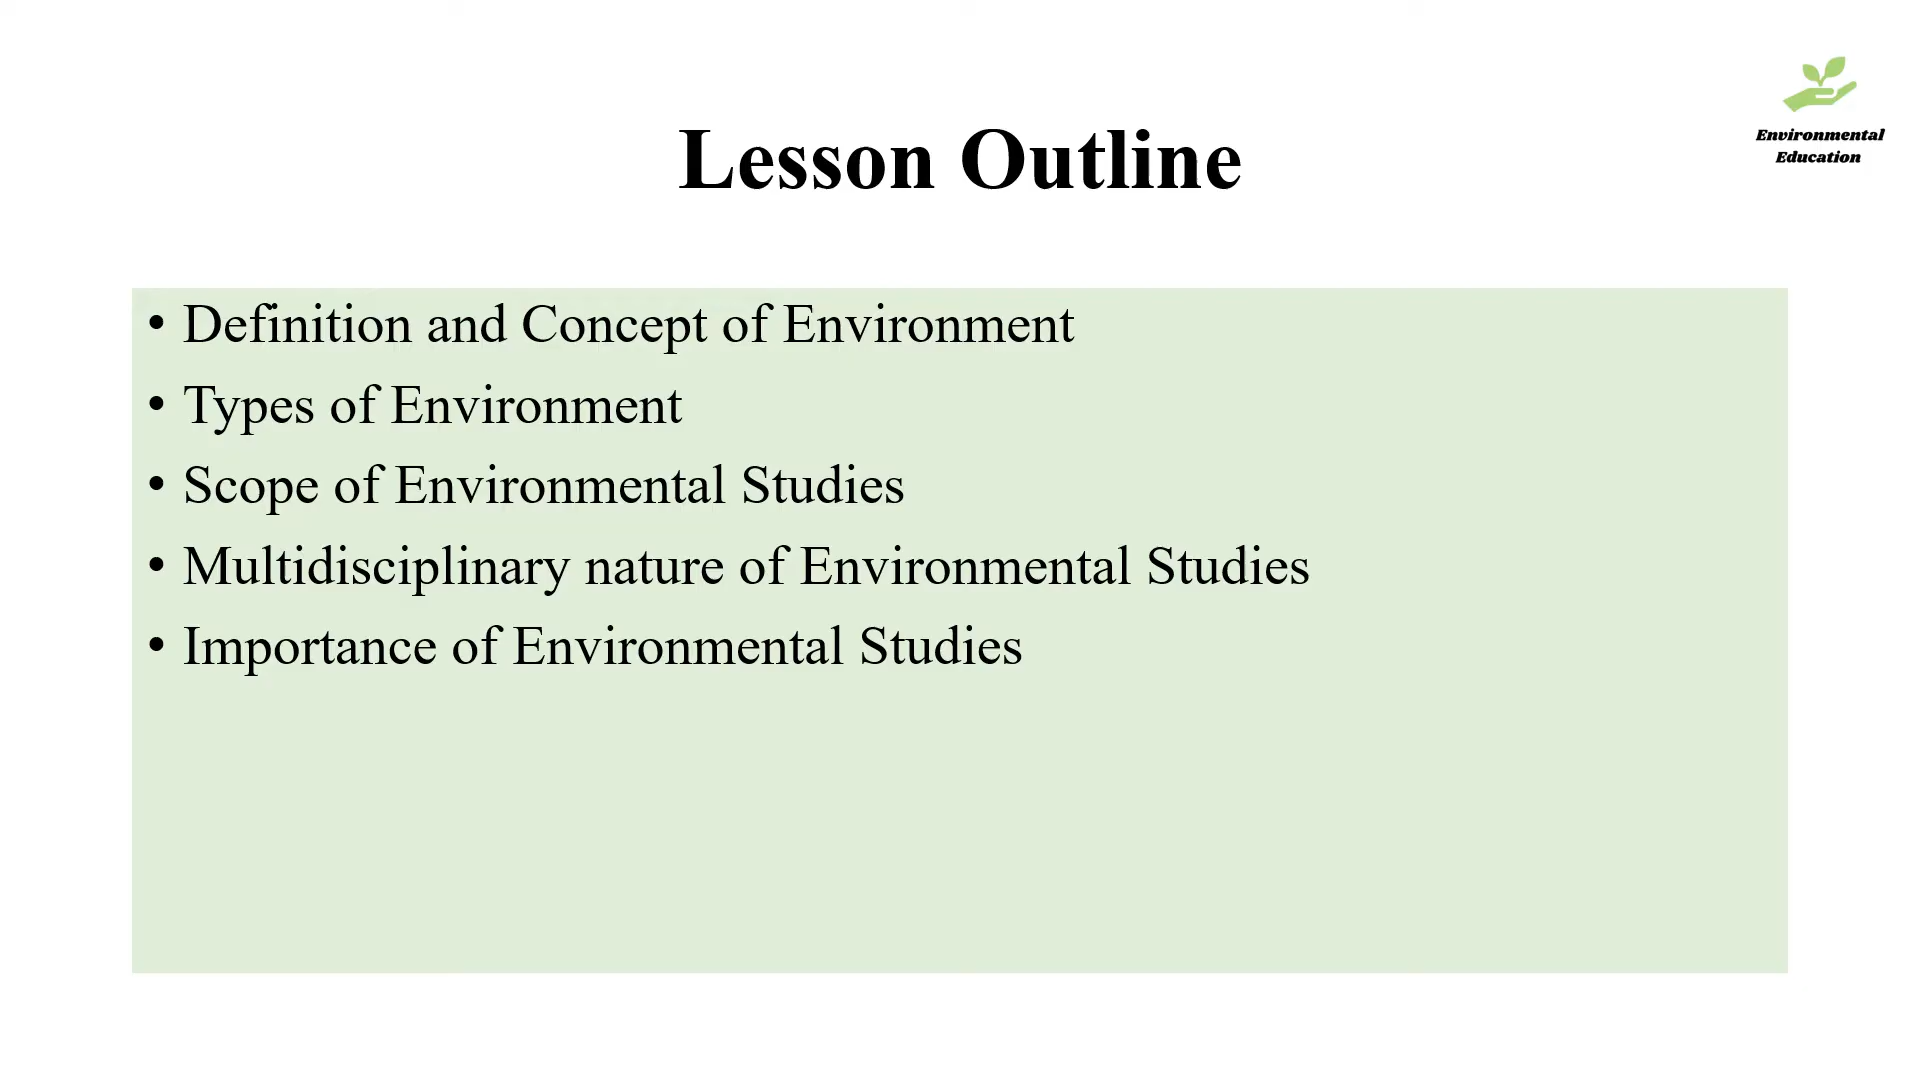 Environmental
Education
Lesson Outline
• Definition and Concept of Environment
• Types of Environment
• Scope of Environmental Studies
• Multidisciplinary nature of Environmental Studies
• Importance of Environmental Studies